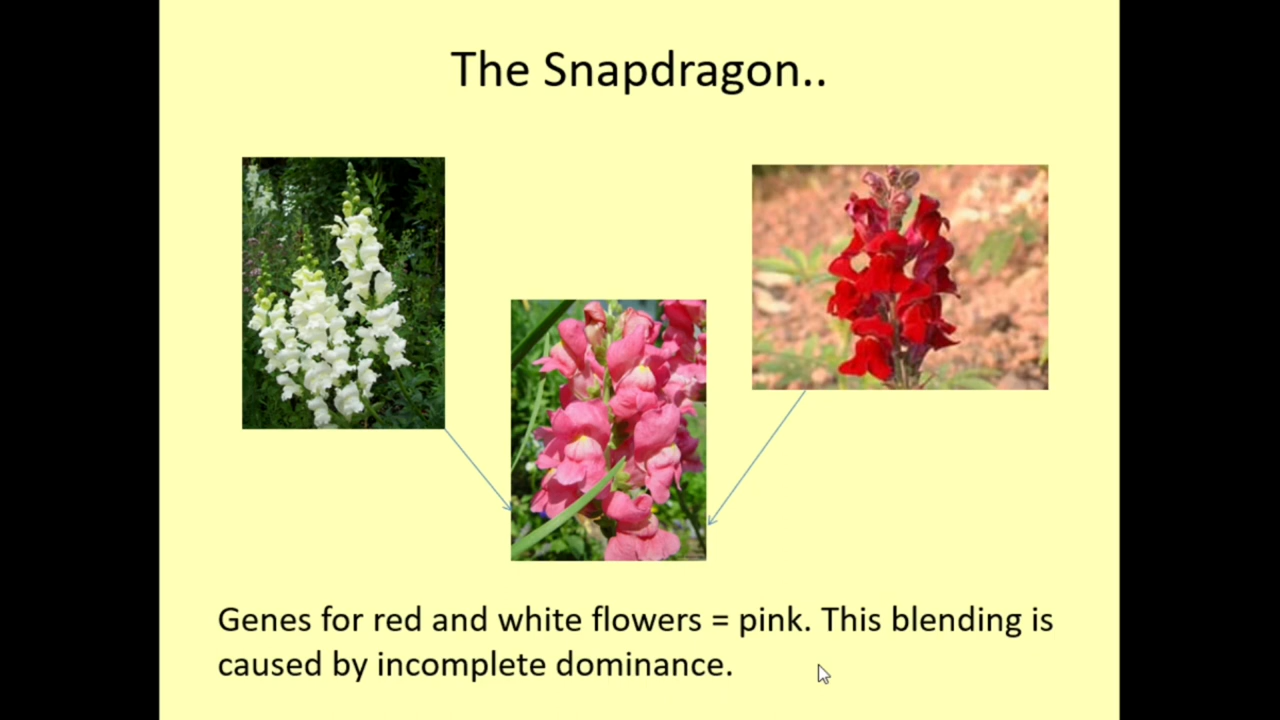 The Snapdragon..
Genes for red and white flowers = pink. This blending is
caused by incomplete dominance.